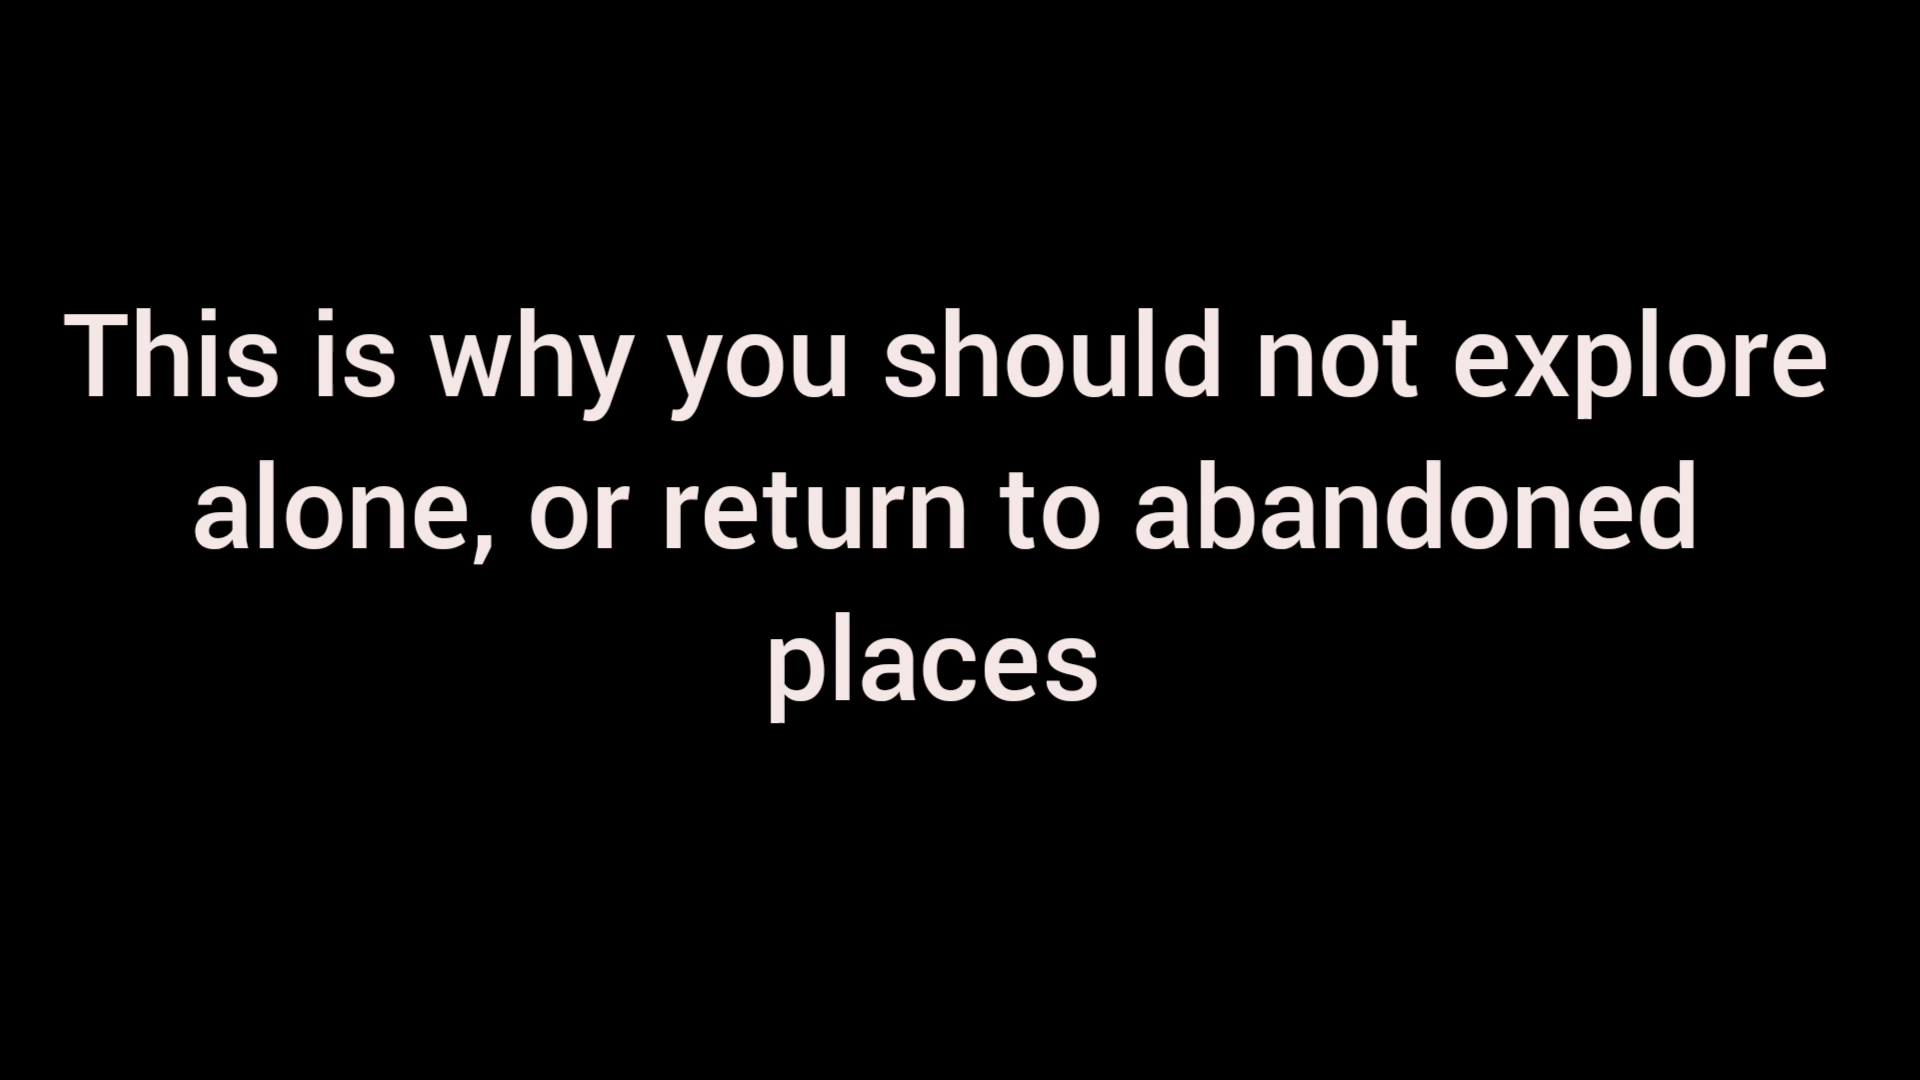 This is why you should not explore
alone, or return to abandoned
places